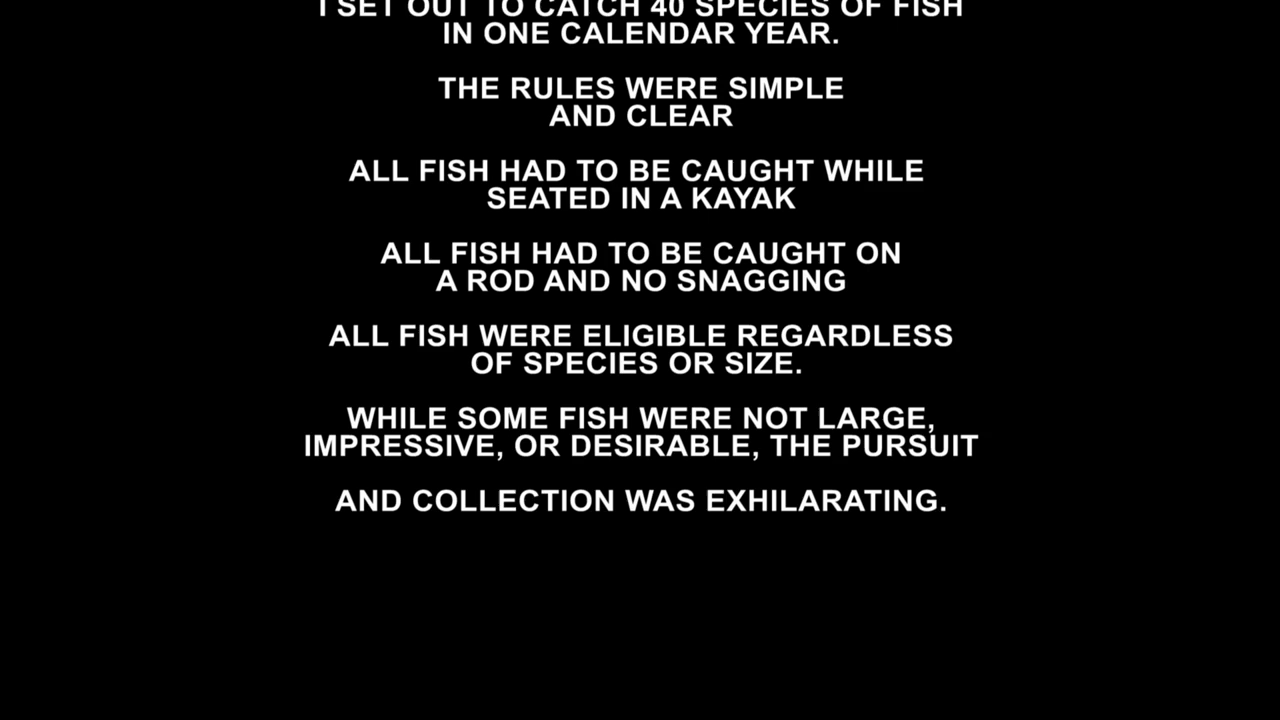 I SET OUT TO CATCH 40 SPECIES OF FISH
IN ONE CALENDAR YEAR.
THE RULES WERE SIMPLE
AND CLEAR
ALL FISH HAD TO BE CAUGHT WHILE
SEATED IN A KAYAK
ALL FISH HAD TO BE CAUGHT ON
A ROD AND NO SNAGGING
ALL FISH WERE ELIGIBLE REGARDLESS
OF SPECIES OR SIZE.
WHILE SOME FISH WERE NOT LARGE,
IMPRESSIVE, OR DESIRABLE, THE PURSUIT
AND COLLECTION WAS EXHILARATING.